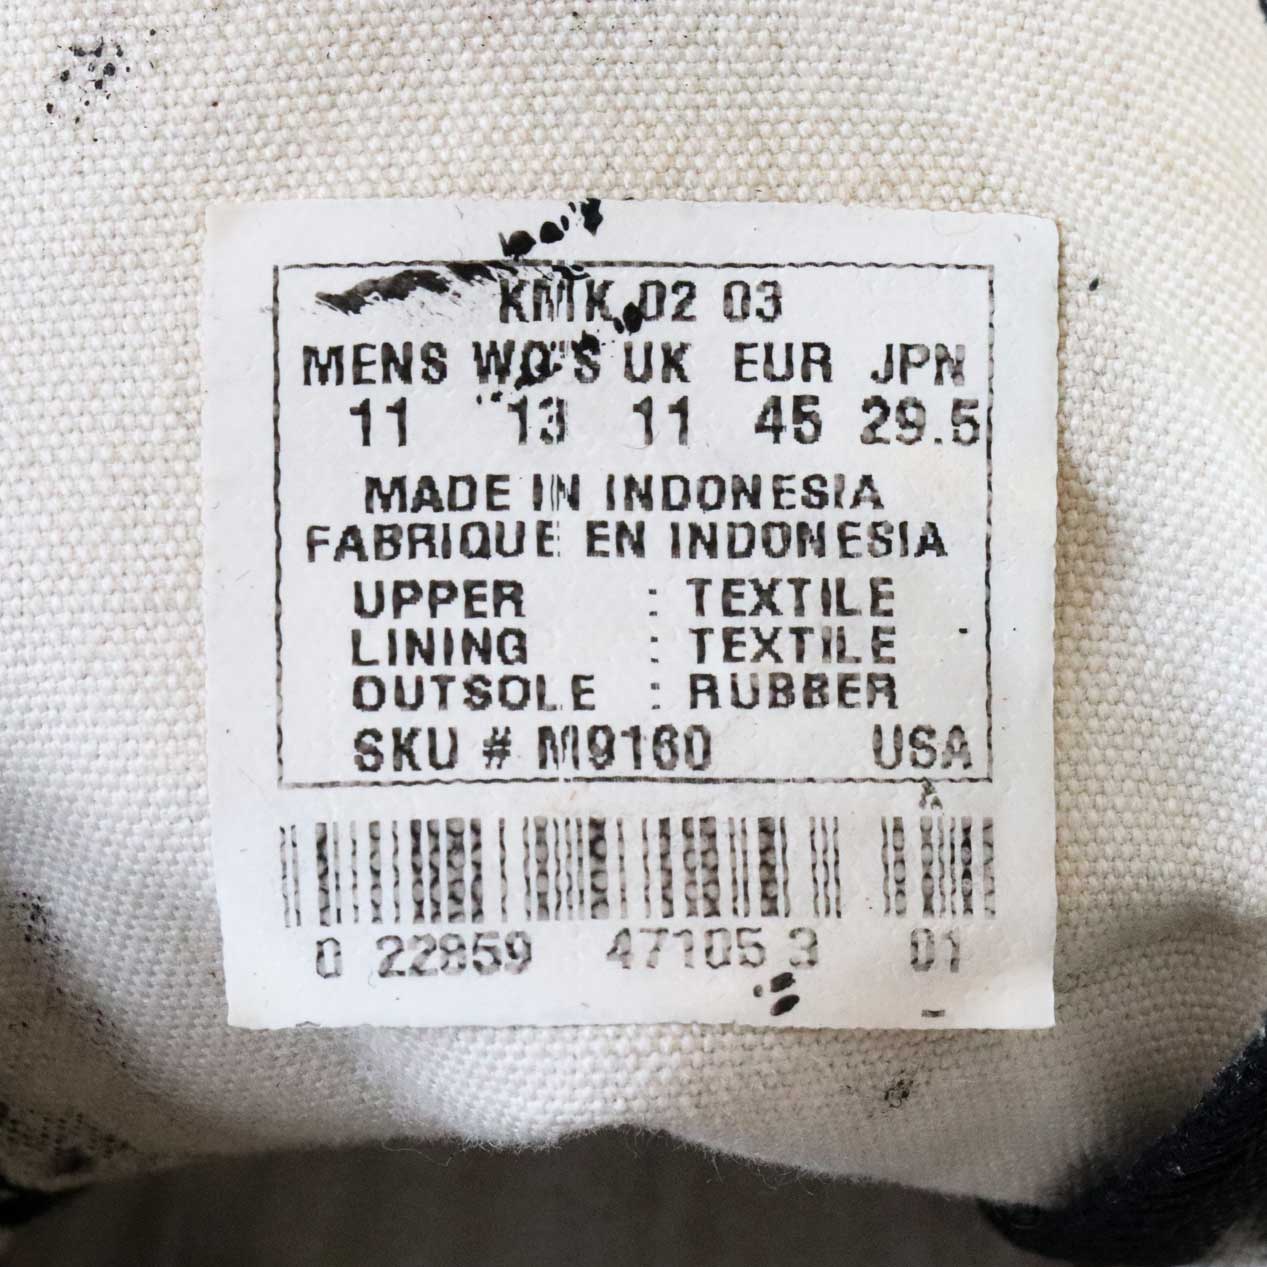 KMK 02 03
MENS WO'S UK EUR JPN
11 13 11 45 29.5
MADE IN INDONESIA
FABRIQUE EN INDONESIA
UPPER : TEXTILE
LINING : TEXTILE
OUTSOLE : RUBBER
SKU # M9160 USA
0 22859 47105 3 01